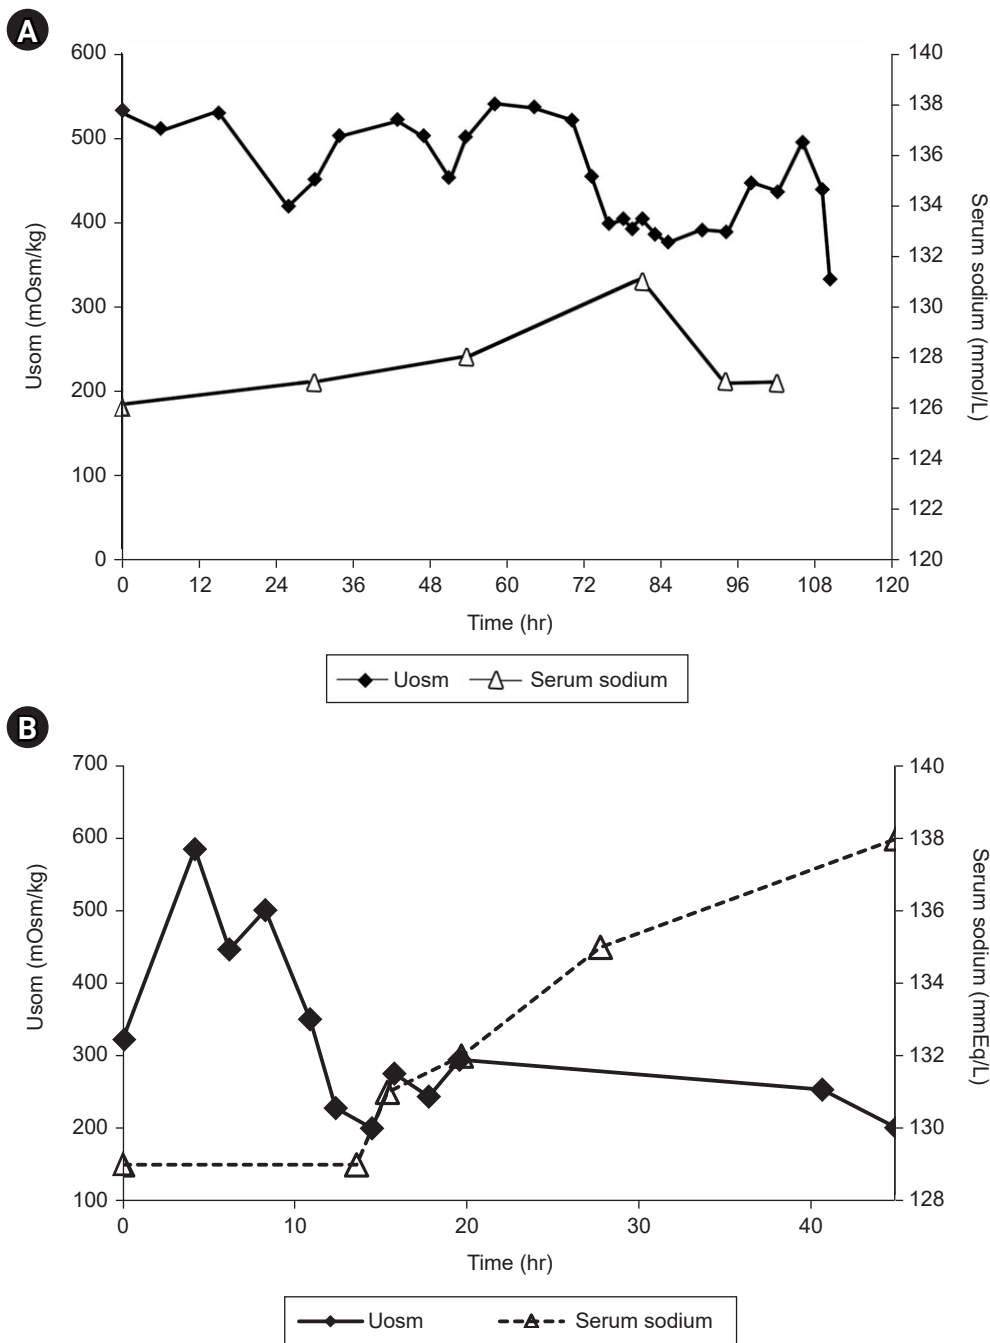 A
600
500
400
300
200
100
0
140
138
136
134
132
130
128
126
124
122
120
Usom (mOsm/kg)
Serum sodium (mmol/L)
0 12 24 36 48 60 72 84 96 108 120
Time (hr)
Uosm Serum sodium
B
700
600
500
400
300
200
100
140
138
136
134
132
130
128
Usom (mOsm/kg)
Serum sodium (mmEq/L)
0 10 20 30 40
Time (hr)
Uosm Serum sodium